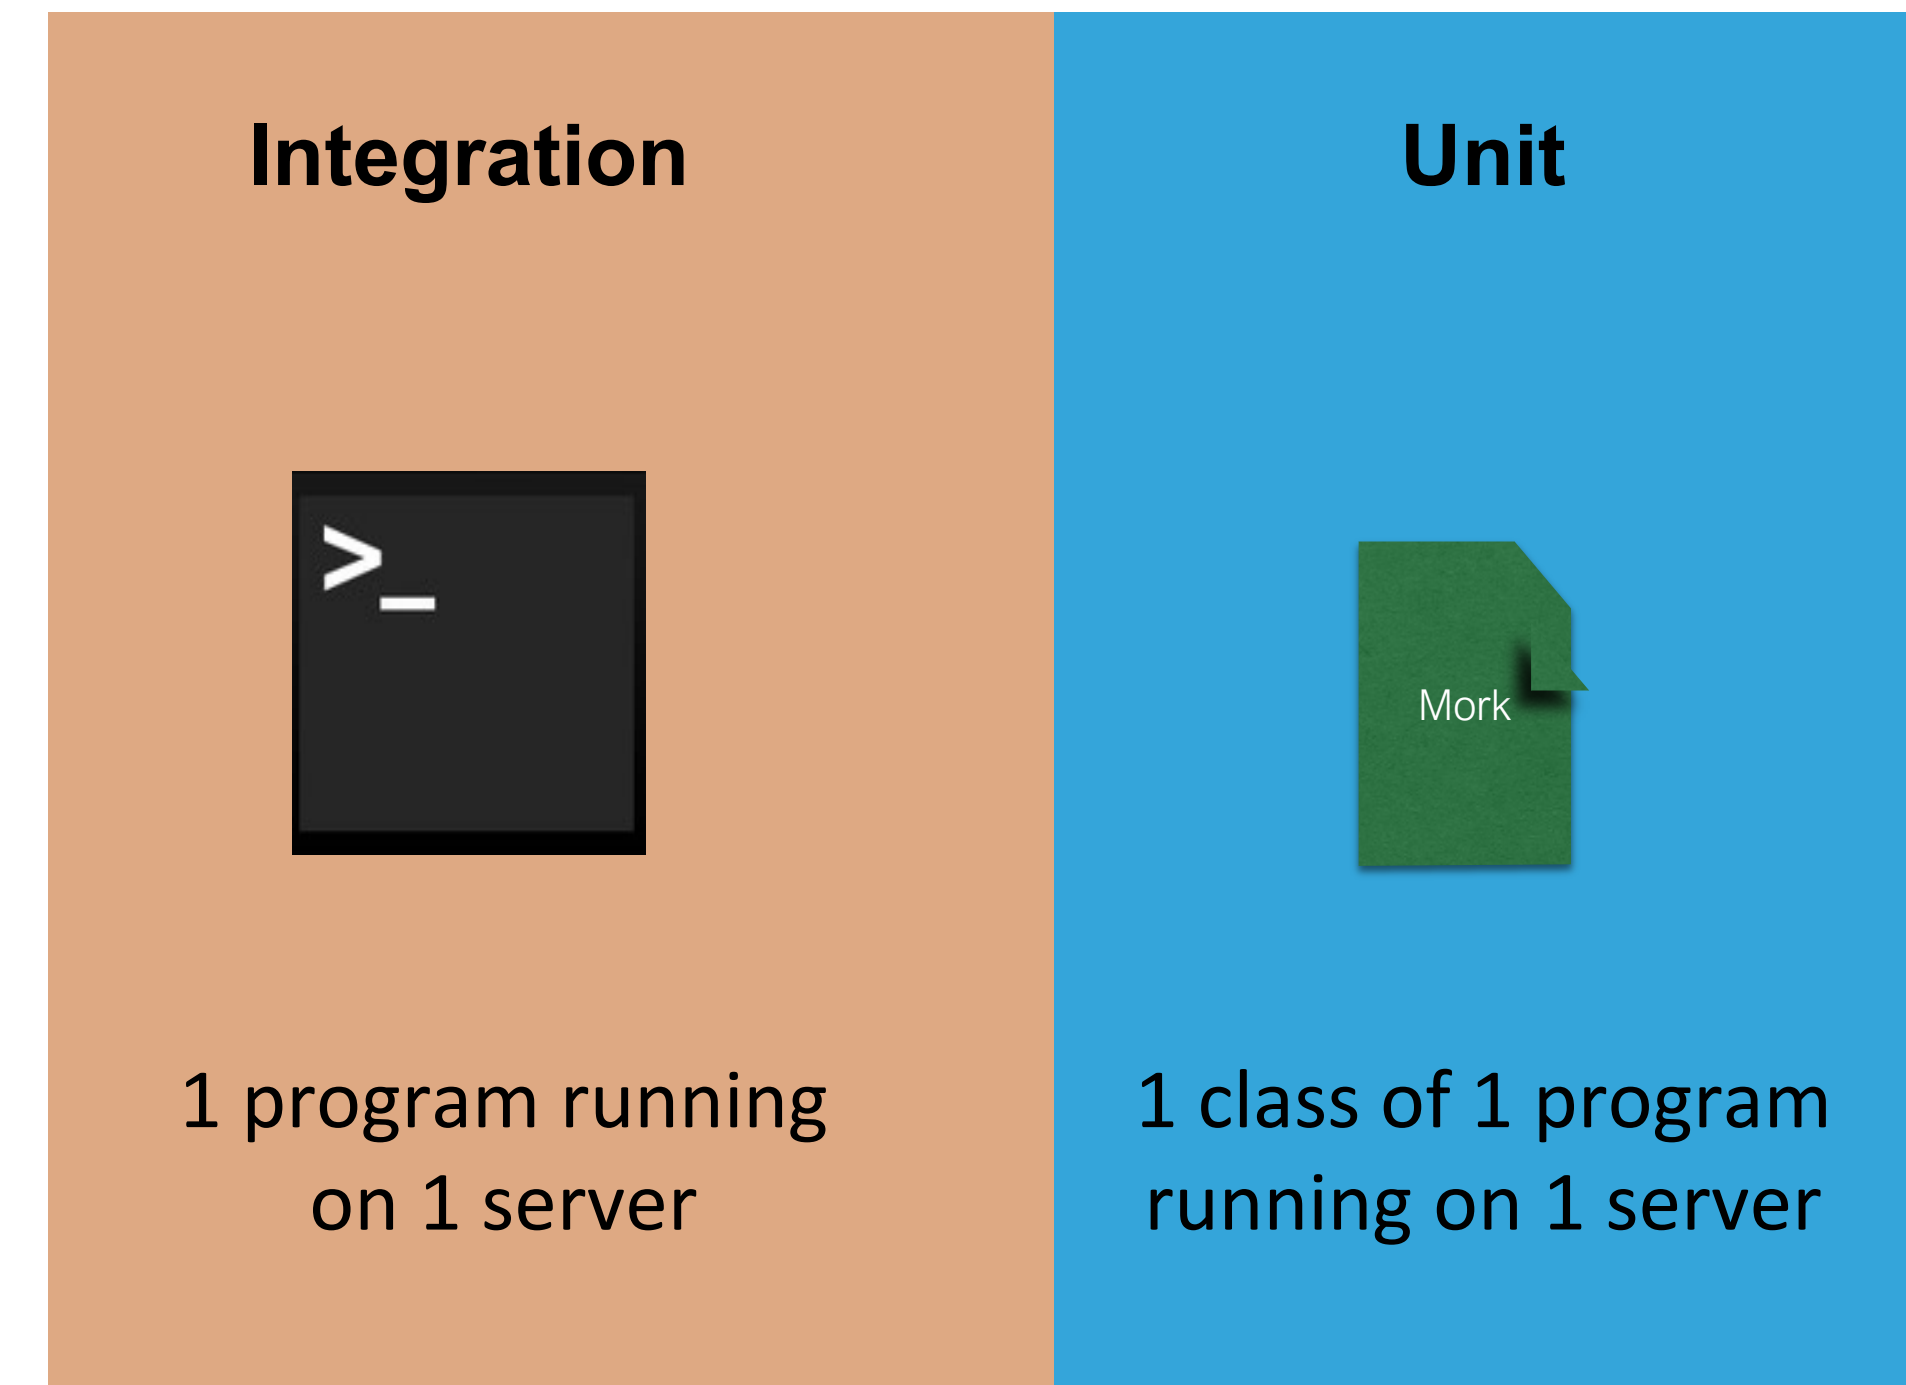 Integration
>_
1 program running
on 1 server
Unit
Mork
1 class of 1 program
running on 1 server